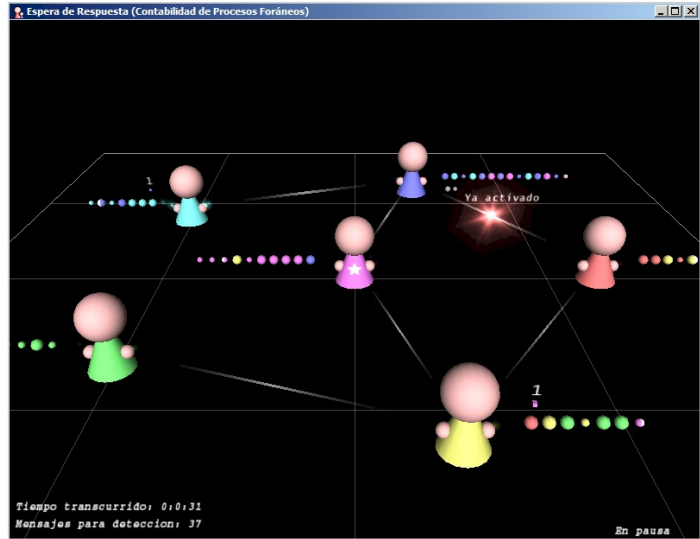 Espera de Respuesta (Contabilidad de Procesos Foráneos)
1
Ya activado
1
Tiempo transcurrido: 0:0:31
Mensajes para deteccion: 37
En pausa